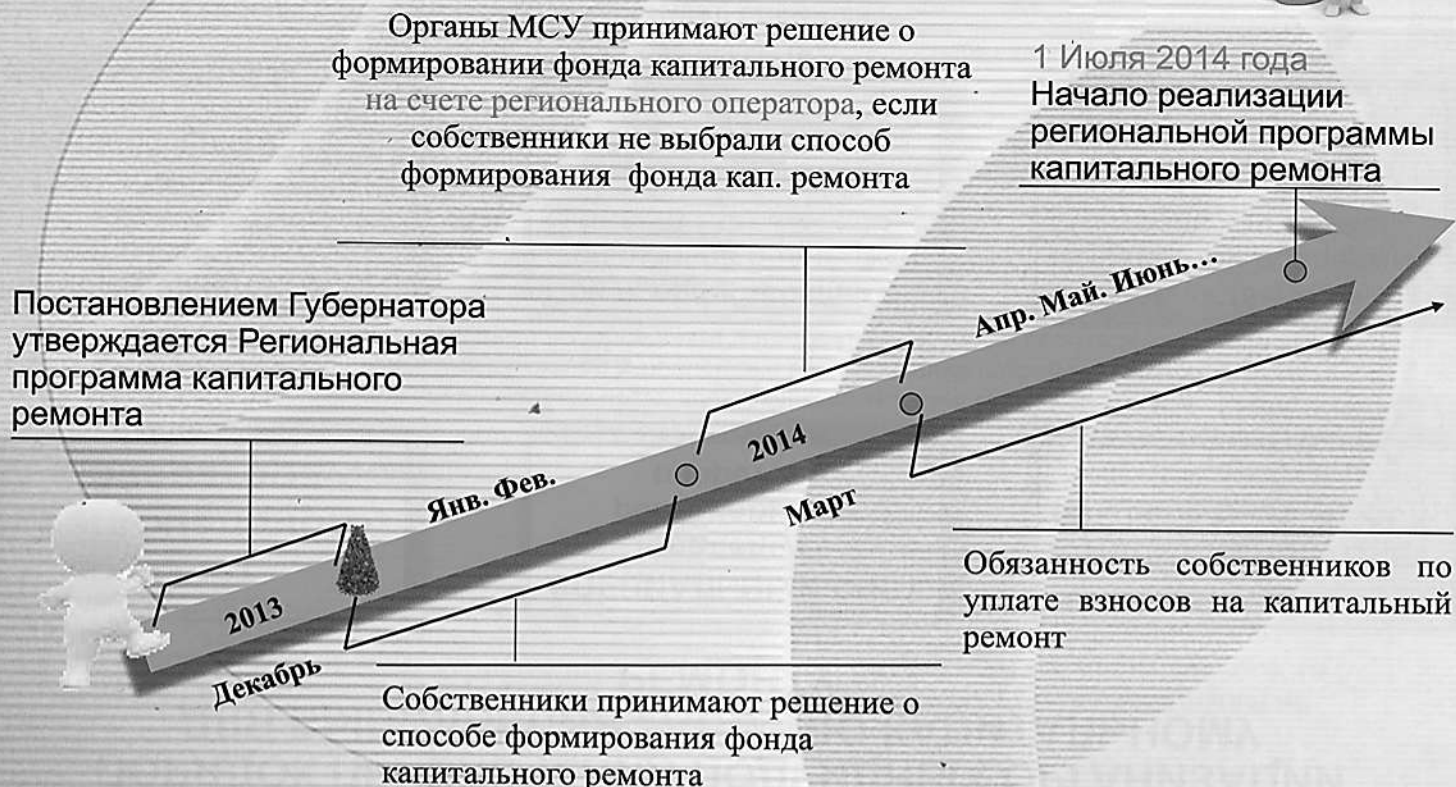 Органы МСУ принимают решение о
формировании фонда капитального ремонта
на счете регионального оператора, если
собственники не выбрали способ
формирования фонда кап. ремонта
1 Июля 2014 года
Начало реализации
региональной программы
капитального ремонта
Постановлением Губернатора
утверждается Региональная
программа капитального
ремонта
Апр. Май. Июнь...
2014
Янв. Фев.
Март
2013
Декабрь
Обязанность собственников по
уплате взносов на капитальный
ремонт
Собственники принимают решение о
способе формирования фонда
капитального ремонта